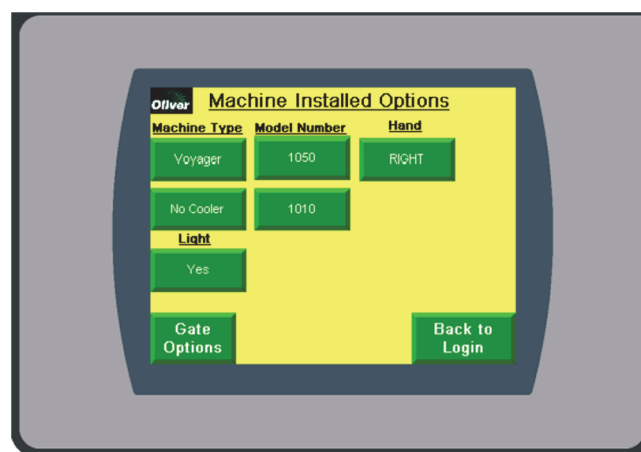 Oliver Machine Installed Options
Machine Type Model Number Hand
Voyager 1050 RIGHT
No Cooler 1010
Light
Yes
Gate Options
Back to Login